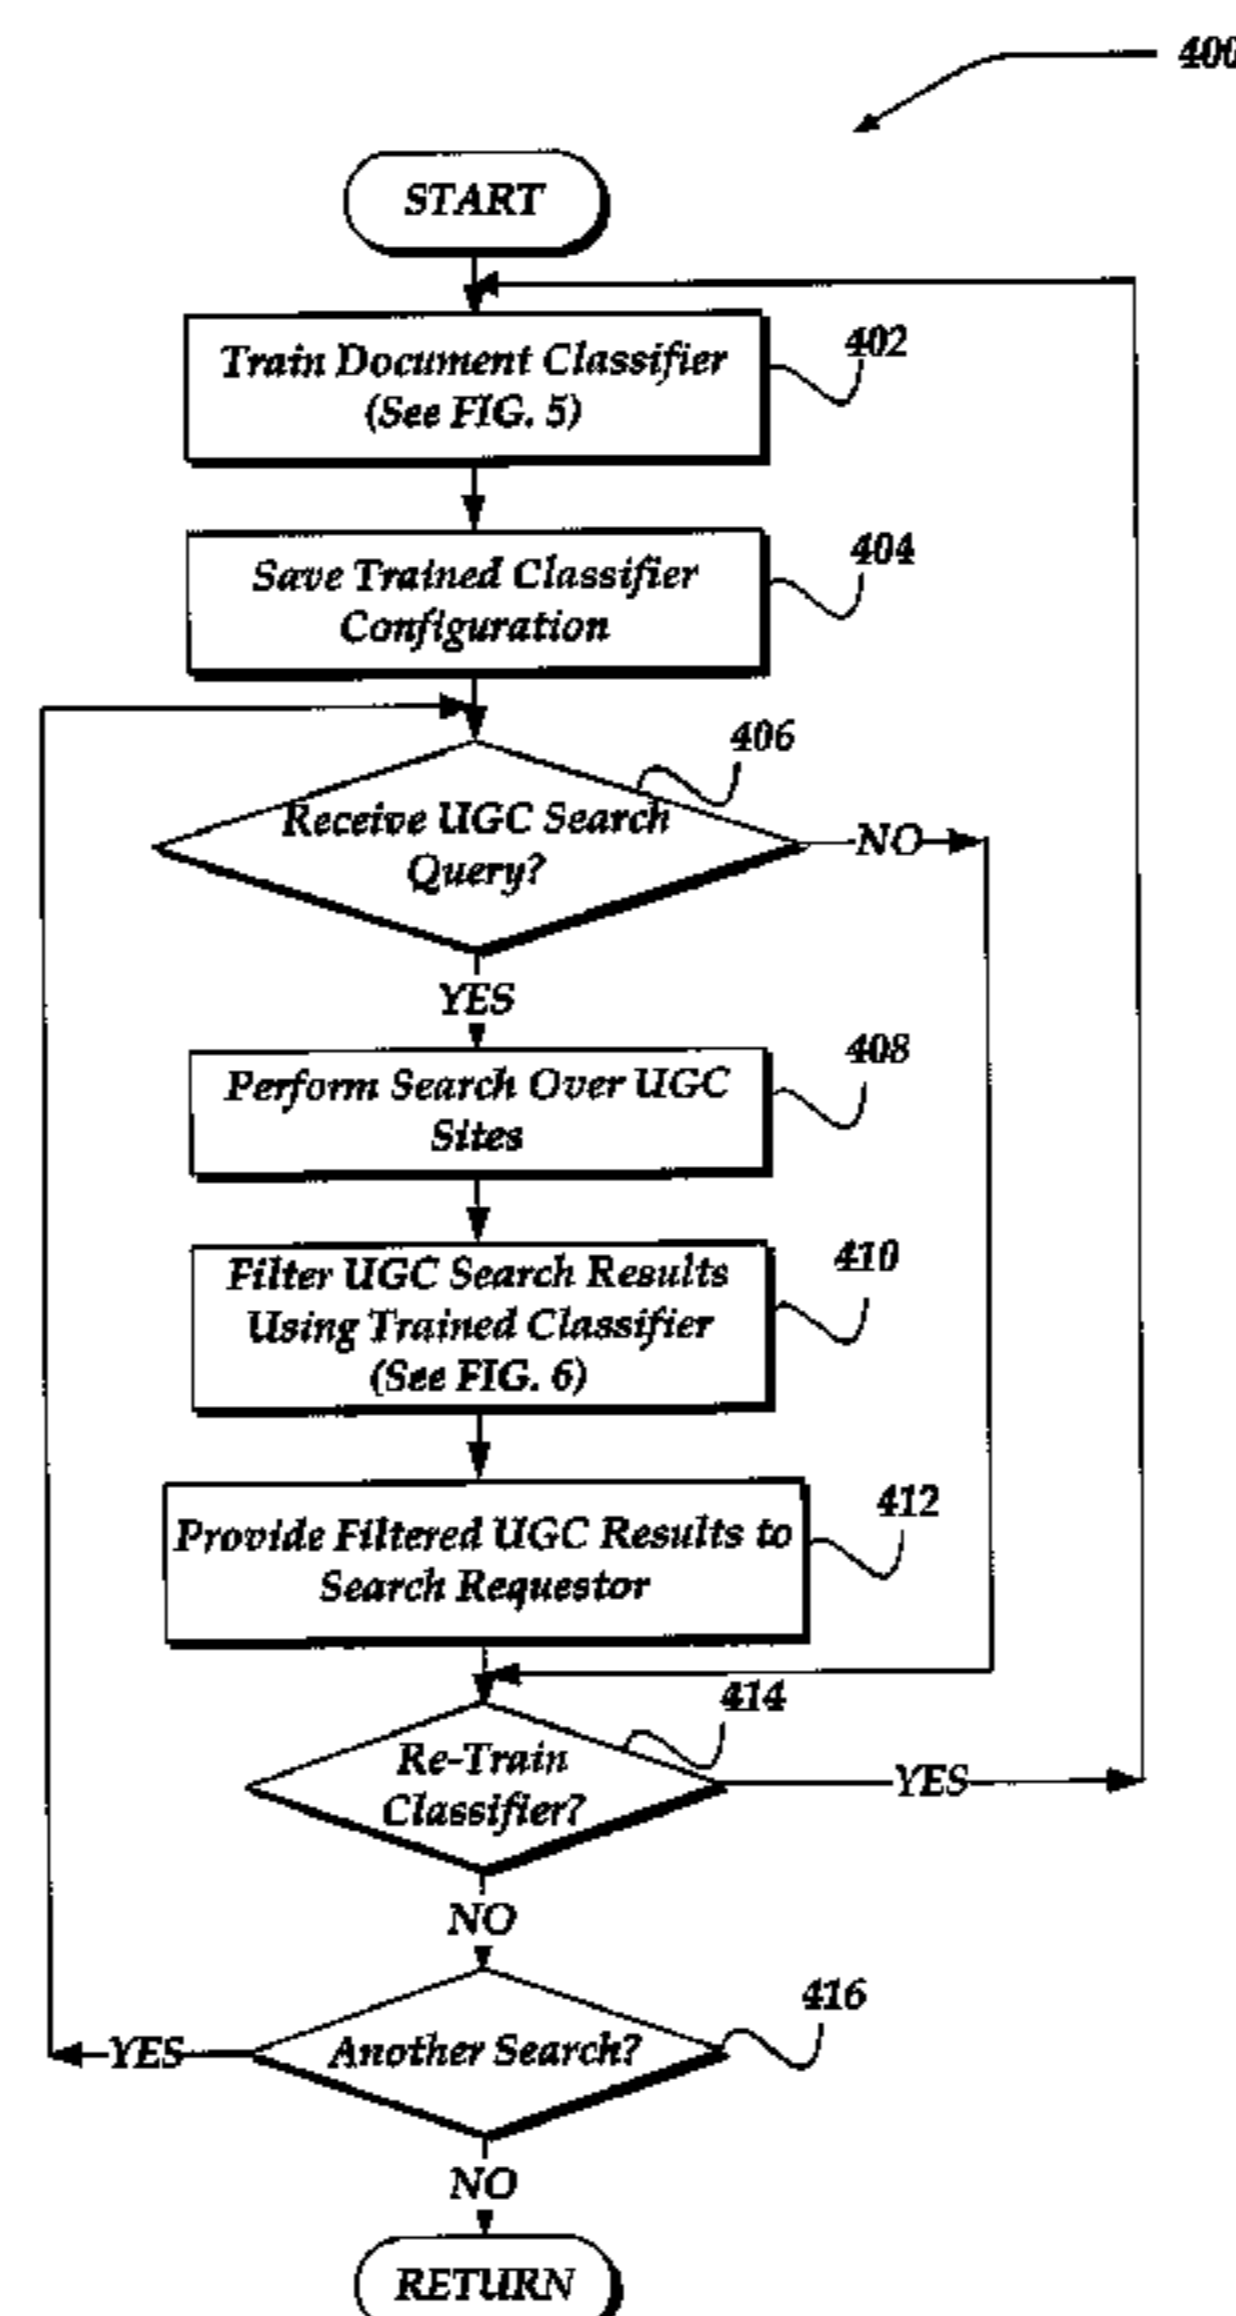 400
START
Train Document Classifier
(See FIG. 5)
402
Save Trained Classifier
Configuration
404
406
Receive UGC Search
Query?
NO
YES
408
Perform Search Over UGC
Sites
410
Filter UGC Search Results
Using Trained Classifier
(See FIG. 6)
412
Provide Filtered UGC Results to
Search Requestor
414
Re-Train
Classifier?
YES
NO
416
Another Search?
YES
NO
RETURN